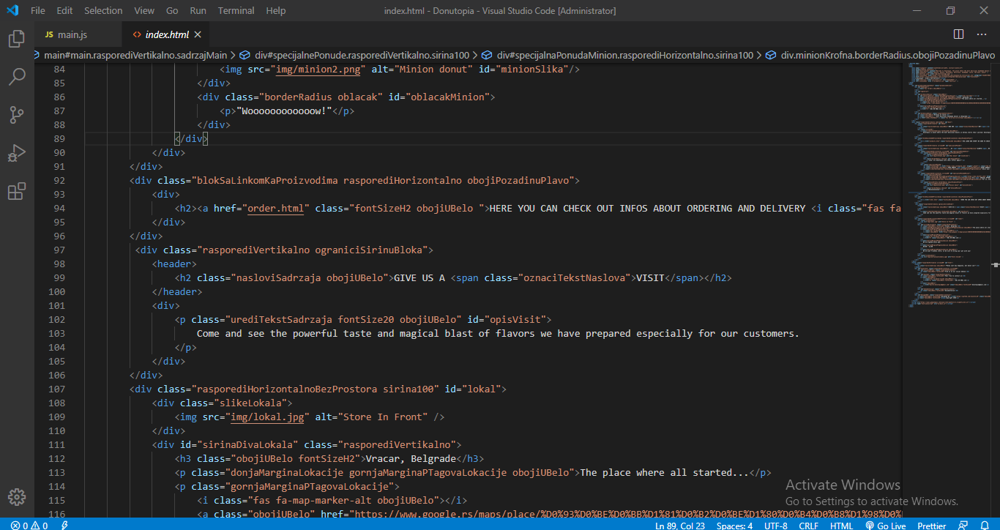 File Edit Selection View Go Run Terminal Help index.html - Donutopia - Visual Studio Code [Administrator]
JS main.js <> index.html ×
main#main.rasporediVertikalno.sadrzajMain > div#specijalnePonude.rasporediVertikalno.sirina100 > div#specijalnaPonudaMinion.rasporediHorizontalno.sirina100 > div.minionKrofna.borderRadius.obojiPozadinuPlavo
84 <img src="img/minion2.png" alt="Minion donut" id="minionSlika"/>
85 </div>
86 <div class="borderRadius oblacak" id="oblacakMinion">
87 <p>"Woooooooooooow!"</p>
88 </div>
89 </div>
90 </div>
91 </div>
92 <div class="blokSaLinkomKaProizvodima rasporediHorizontalno obojiPozadinuPlavo">
93 <div>
94 <h2><a href="order.html" class="fontSizeH2 obojiUBelo ">HERE YOU CAN CHECK OUT INFOS ABOUT ORDERING AND DELIVERY <i class="fas fa
95 </div>
96 </div>
97 <div class="rasporediVertikalno ograniciSirinuBloka">
98 <header>
99 <h2 class="nasloviSadrzaja obojiUBelo">GIVE US A <span class="oznaciTekstNaslova">VISIT</span></h2>
100 </header>
101 <div>
102 <p class="urediTekstSadrzaja fontSize20 obojiUBelo" id="opisVisit">
103 Come and see the powerful taste and magical blast of flavors we have prepared especially for our customers.
104 </p>
105 </div>
106 </div>
107 <div class="rasporediHorizontalnoBezProstora sirina100" id="lokal">
108 <div class="slikeLokala">
109 <img src="img/lokal.jpg" alt="Store In Front" />
110 </div>
111 <div id="sirinaDivaLokala" class="rasporediVertikalno">
112 <h3 class="obojiUBelo fontSizeH2">Vracar, Belgrade</h3>
113 <p class="donjaMarginaLokacije gornjaMarginaPTagovaLokacije obojiUBelo">The place where all started...</p>
114 <p class="gornjaMarginaPTagovaLokacije">
115 <i class="fas fa-map-marker-alt obojiUBelo"></i>
116 <a class="obojiUBelo" href="https://www.google.rs/maps/place/%D0%93%D0%BE%D0%BB%D1%81%D0%B2%D0%BE%D1%80%D0%B4%D0%B8%D1%98%D0%
Activate Windows
Go to Settings to activate Windows.
0 0 Ln 89, Col 23 Spaces: 4 UTF-8 CRLF HTML Go Live Prettier